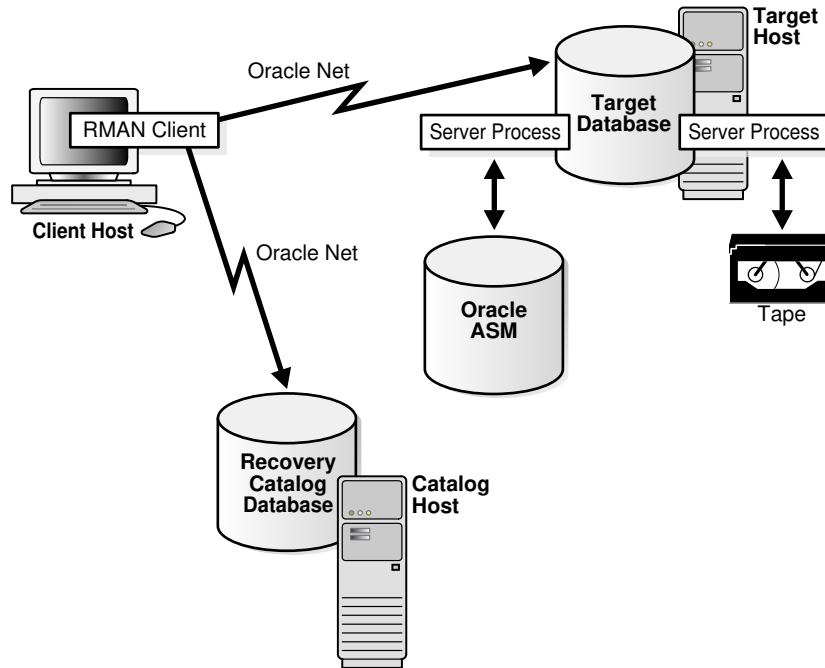 Target
Host
Oracle Net
RMAN Client
Target
Database
Server Process
Server Process
Client Host
Oracle Net
Oracle
ASM
Tape
Recovery
Catalog
Database
Catalog
Host